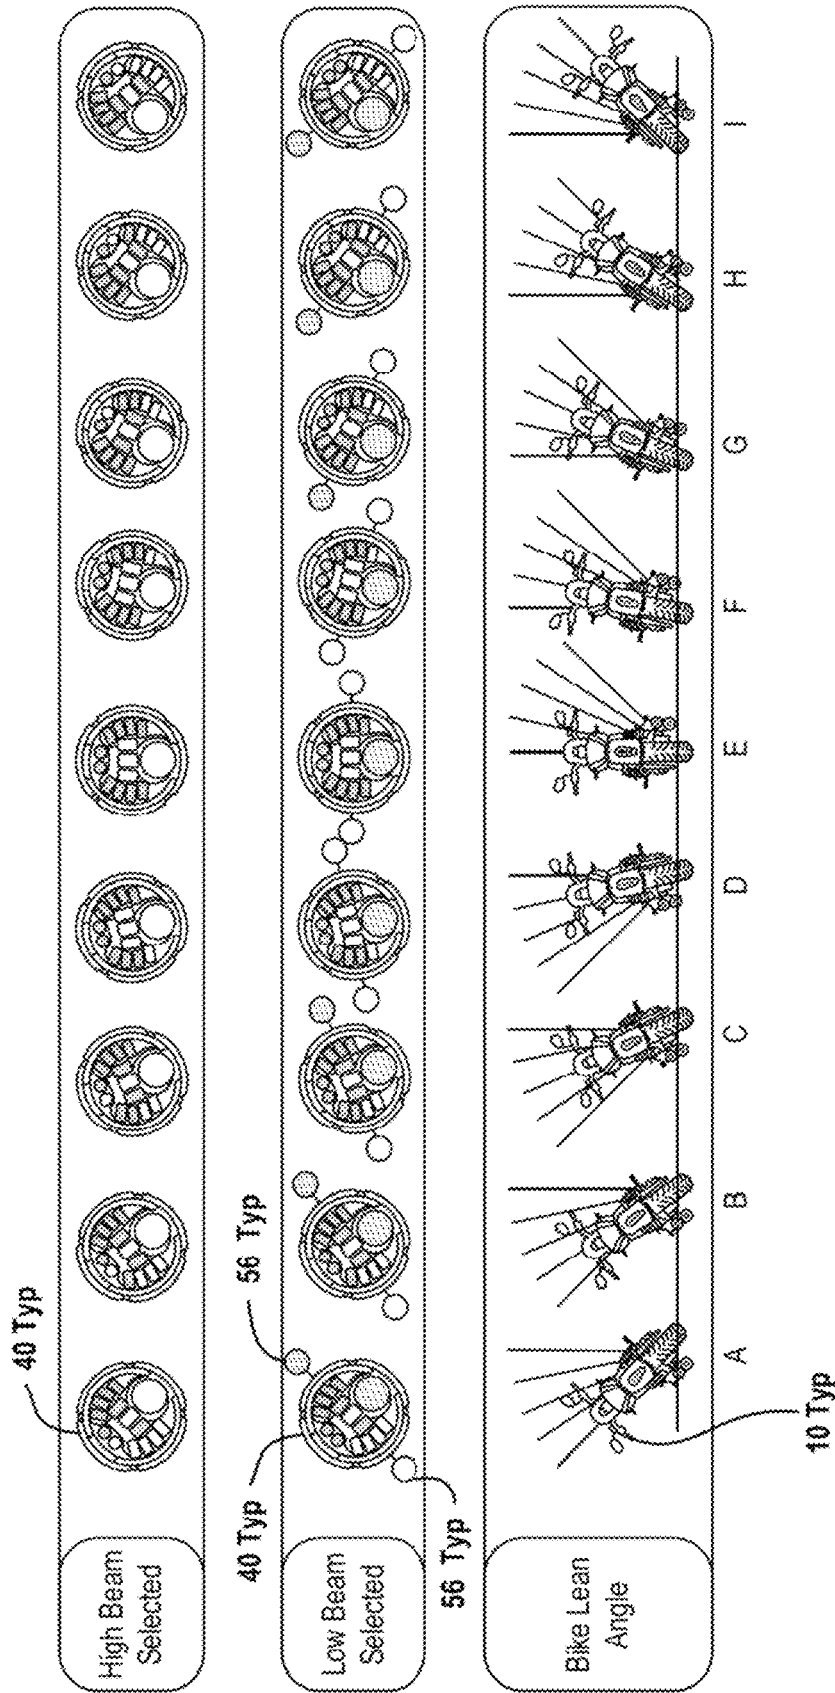 High Beam
Selected
40 Typ
Low Beam
Selected
40 Typ
56 Typ
56 Typ
Bike Lean
Angle
A
B
C
D
E
F
G
H
I
10 Typ